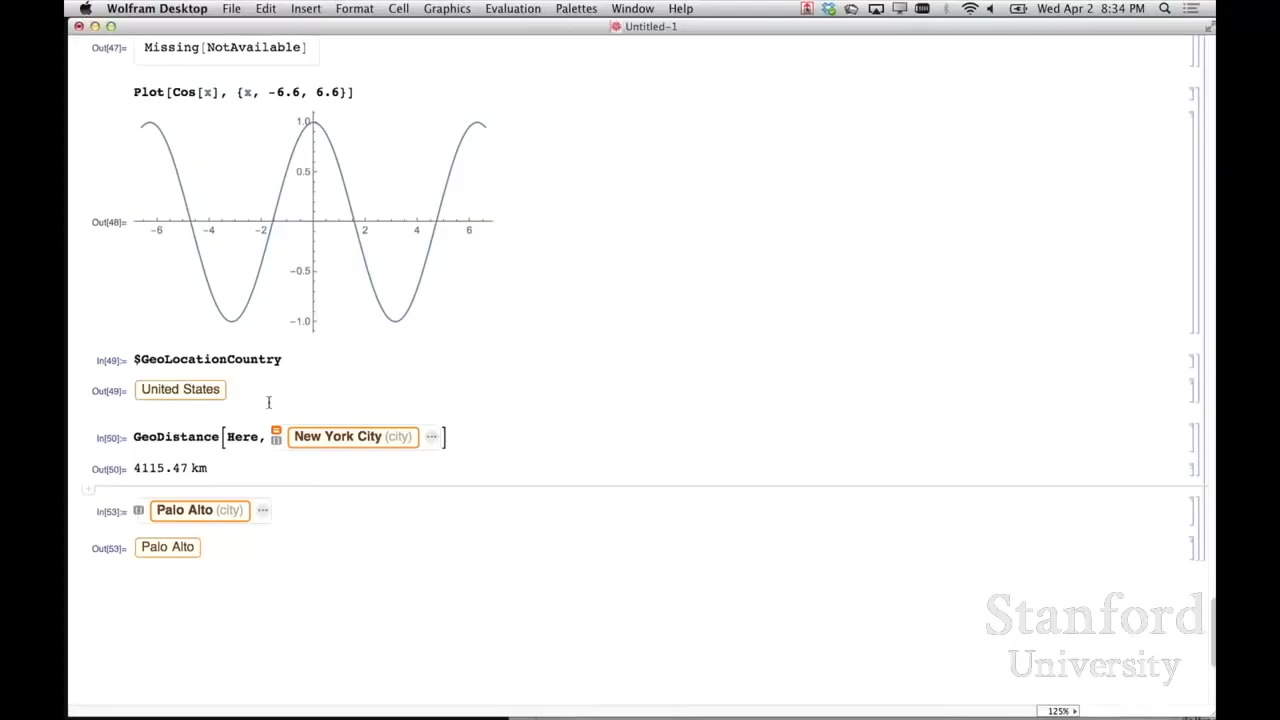 Wolfram Desktop File Edit Insert Format Cell Graphics Evaluation Palettes Window Help Wed Apr 2 8:34 PM
Untitled-1
Out[47]= Missing[NotAvailable]
Plot[Cos[x], {x, -6.6, 6.6}]
1.0
0.5
Out[48]=
-6 -4 -2 2 4 6
-0.5
-1.0
In[49]:= $GeoLocationCountry
Out[49]= United States
In[50]:= GeoDistance[Here, New York City (city) ]
Out[50]= 4115.47 km
In[53]:= Palo Alto (city)
Out[53]= Palo Alto
Stanford
University
125%